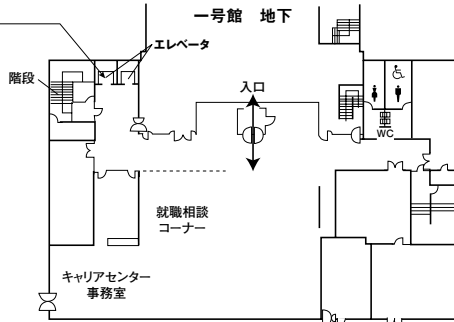 一号館 地下
エレベータ
階段
入口
WC
就職相談
コーナー
キャリアセンター
事務室